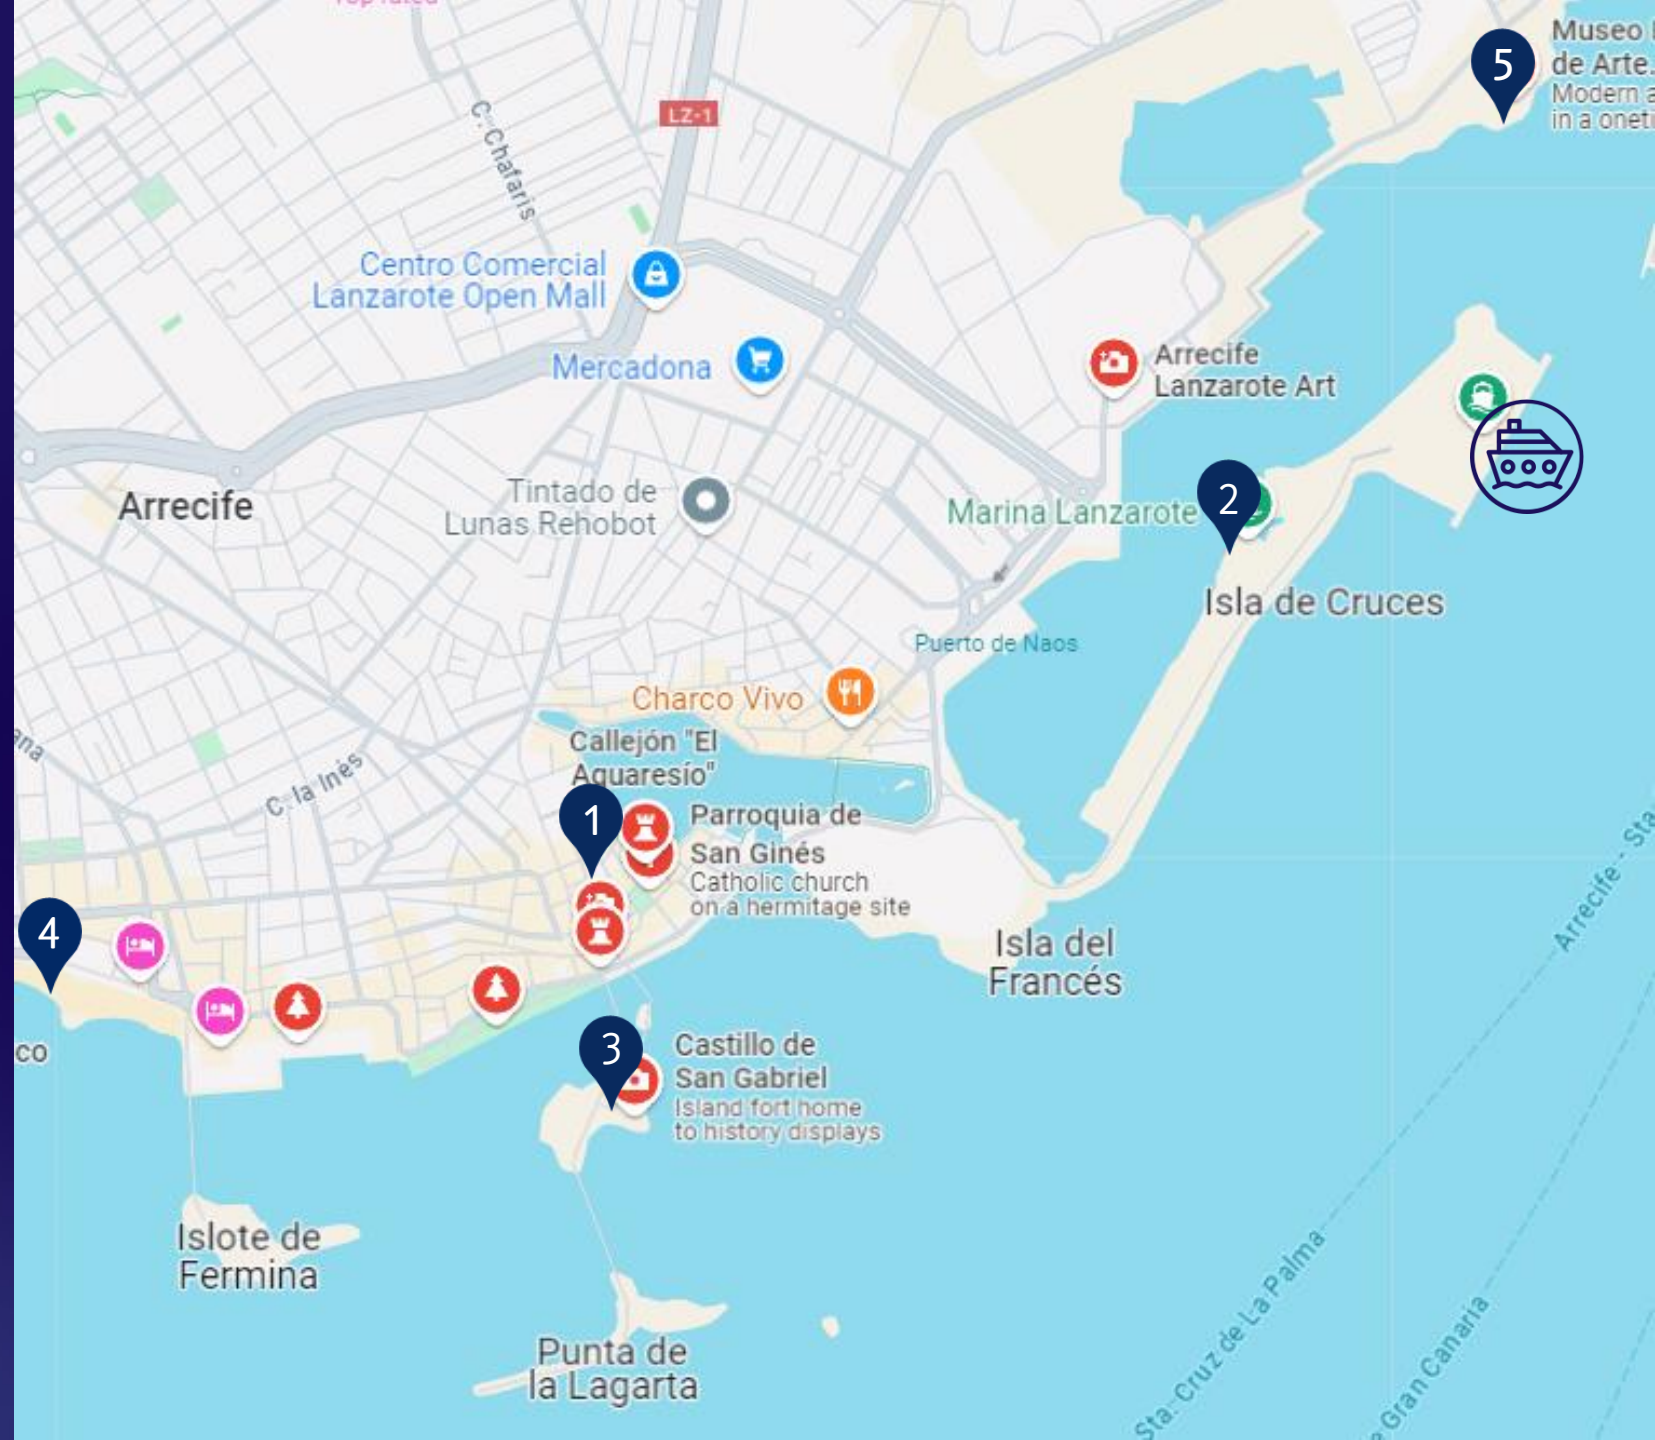 Top rated
Museo
de Arte.
Modern a
in a oneti
5
LZ-1
C. Chafaris
Centro Comercial
Lanzarote Open Mall
Mercadona
Arrecife
Lanzarote Art
Arrecife
Tintado de
Lunas Rehobot
Marina Lanzarote
2
Isla de Cruces
Puerto de Naos
Charco Vivo
Callejón "El
Aguaresío"
C. la Inés
ana
1
Parroquia de
San Ginés
Catholic church
on a hermitage site
4
Isla del
Francés
co
3
Castillo de
San Gabriel
Island fort home
to history displays
Islote de
Fermina
Punta de
la Lagarta
Arrecife - Sta
Sta. Cruz de La Palma
e Gran Canaria